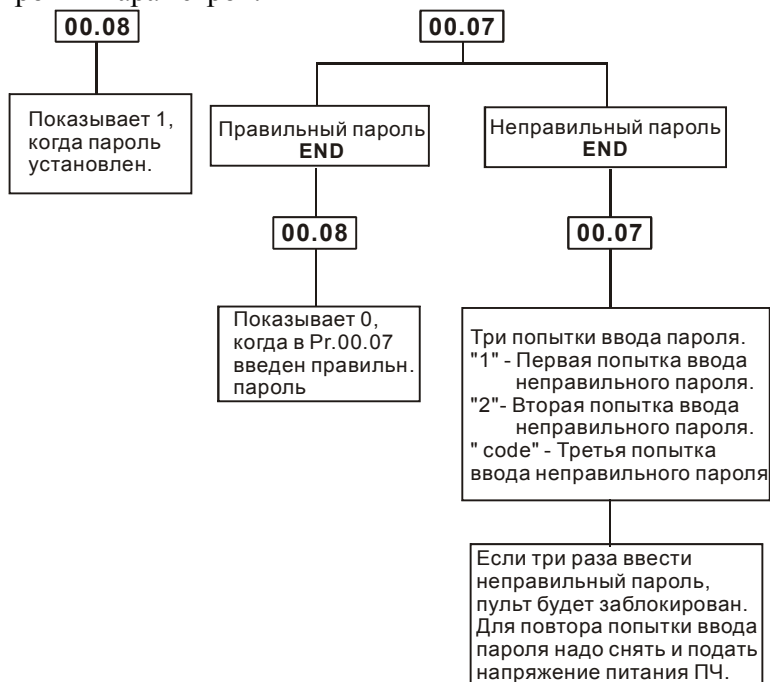 00.08
00.07
Показывает 1,
когда пароль
установлен.
Правильный пароль
END
Неправильный пароль
END
00.08
00.07
Показывает 0,
когда в Pr.00.07
введен правильн.
пароль
Три попытки ввода пароля.
"1" - Первая попытка ввода
неправильного пароля.
"2"- Вторая попытка ввода
неправильного пароля.
" code" - Третья попытка
ввода неправильного пароля
Если три раза ввести
неправильный пароль,
пульт будет заблокирован.
Для повтора попытки ввода
пароля надо снять и подать
напряжение питания ПЧ.